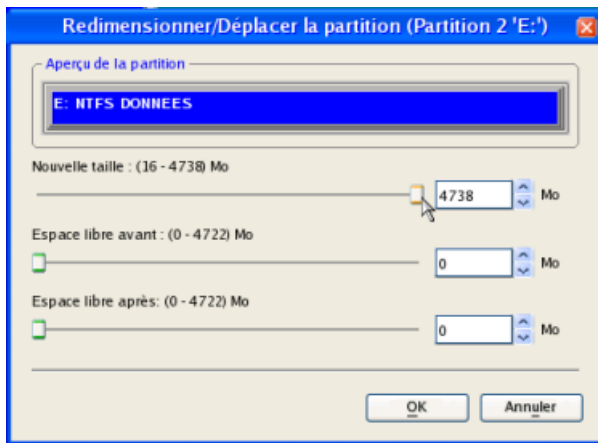 Redimensionner/Déplacer la partition (Partition 2 'E:')
Aperçu de la partition
E: NTFS DONNEES
Nouvelle taille : (16 - 4738) Mo
4738 Mo
Espace libre avant : (0 - 4722) Mo
0 Mo
Espace libre après: (0 - 4722) Mo
0 Mo
OK Annuler